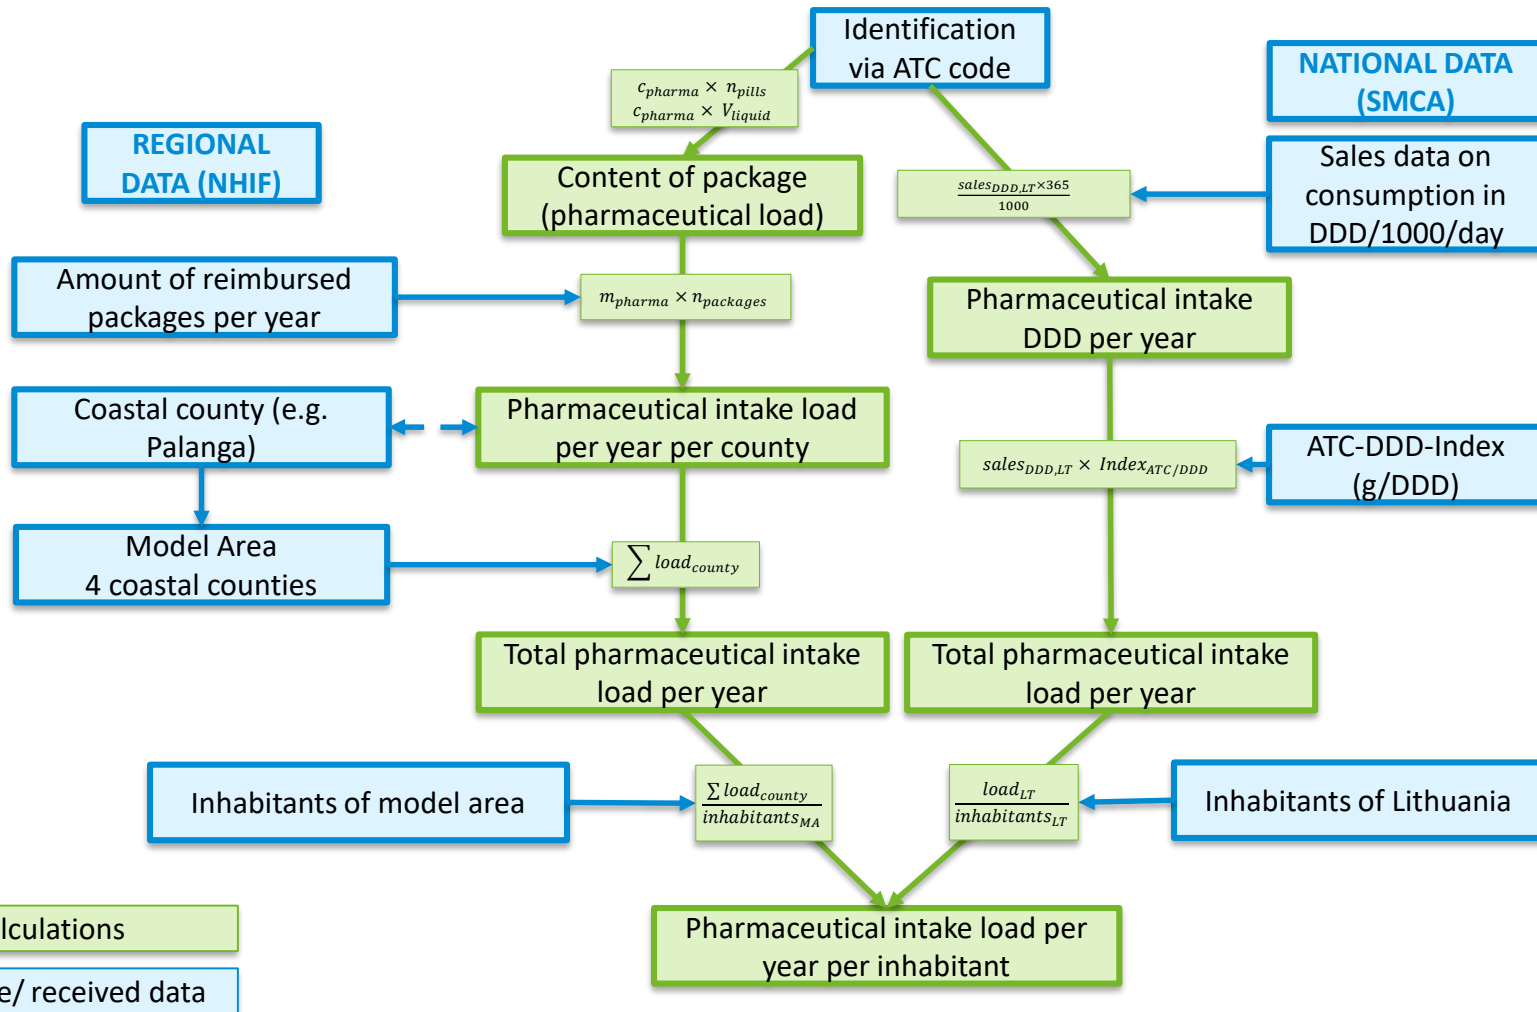 Identification
via ATC code
NATIONAL DATA
(SMCA)
c_pharma × n_pills
c_pharma × V_liquid
REGIONAL
DATA (NHIF)
Content of package
(pharmaceutical load)
sales_DDD,LT×365
1000
Sales data on
consumption in
DDD/1000/day
Amount of reimbursed
packages per year
m_pharma × n_packages
Pharmaceutical intake
DDD per year
Coastal county (e.g.
Palanga)
Pharmaceutical intake load
per year per county
sales_DDD,LT × Index_ATC/DDD
ATC-DDD-Index
(g/DDD)
Model Area
4 coastal counties
∑ load_county
Total pharmaceutical intake
load per year
Total pharmaceutical intake
load per year
Inhabitants of model area
∑ load_county
inhabitants_MA
load_LT
inhabitants_LT
Inhabitants of Lithuania
Pharmaceutical intake load per
year per inhabitant
lculations
e/ received data